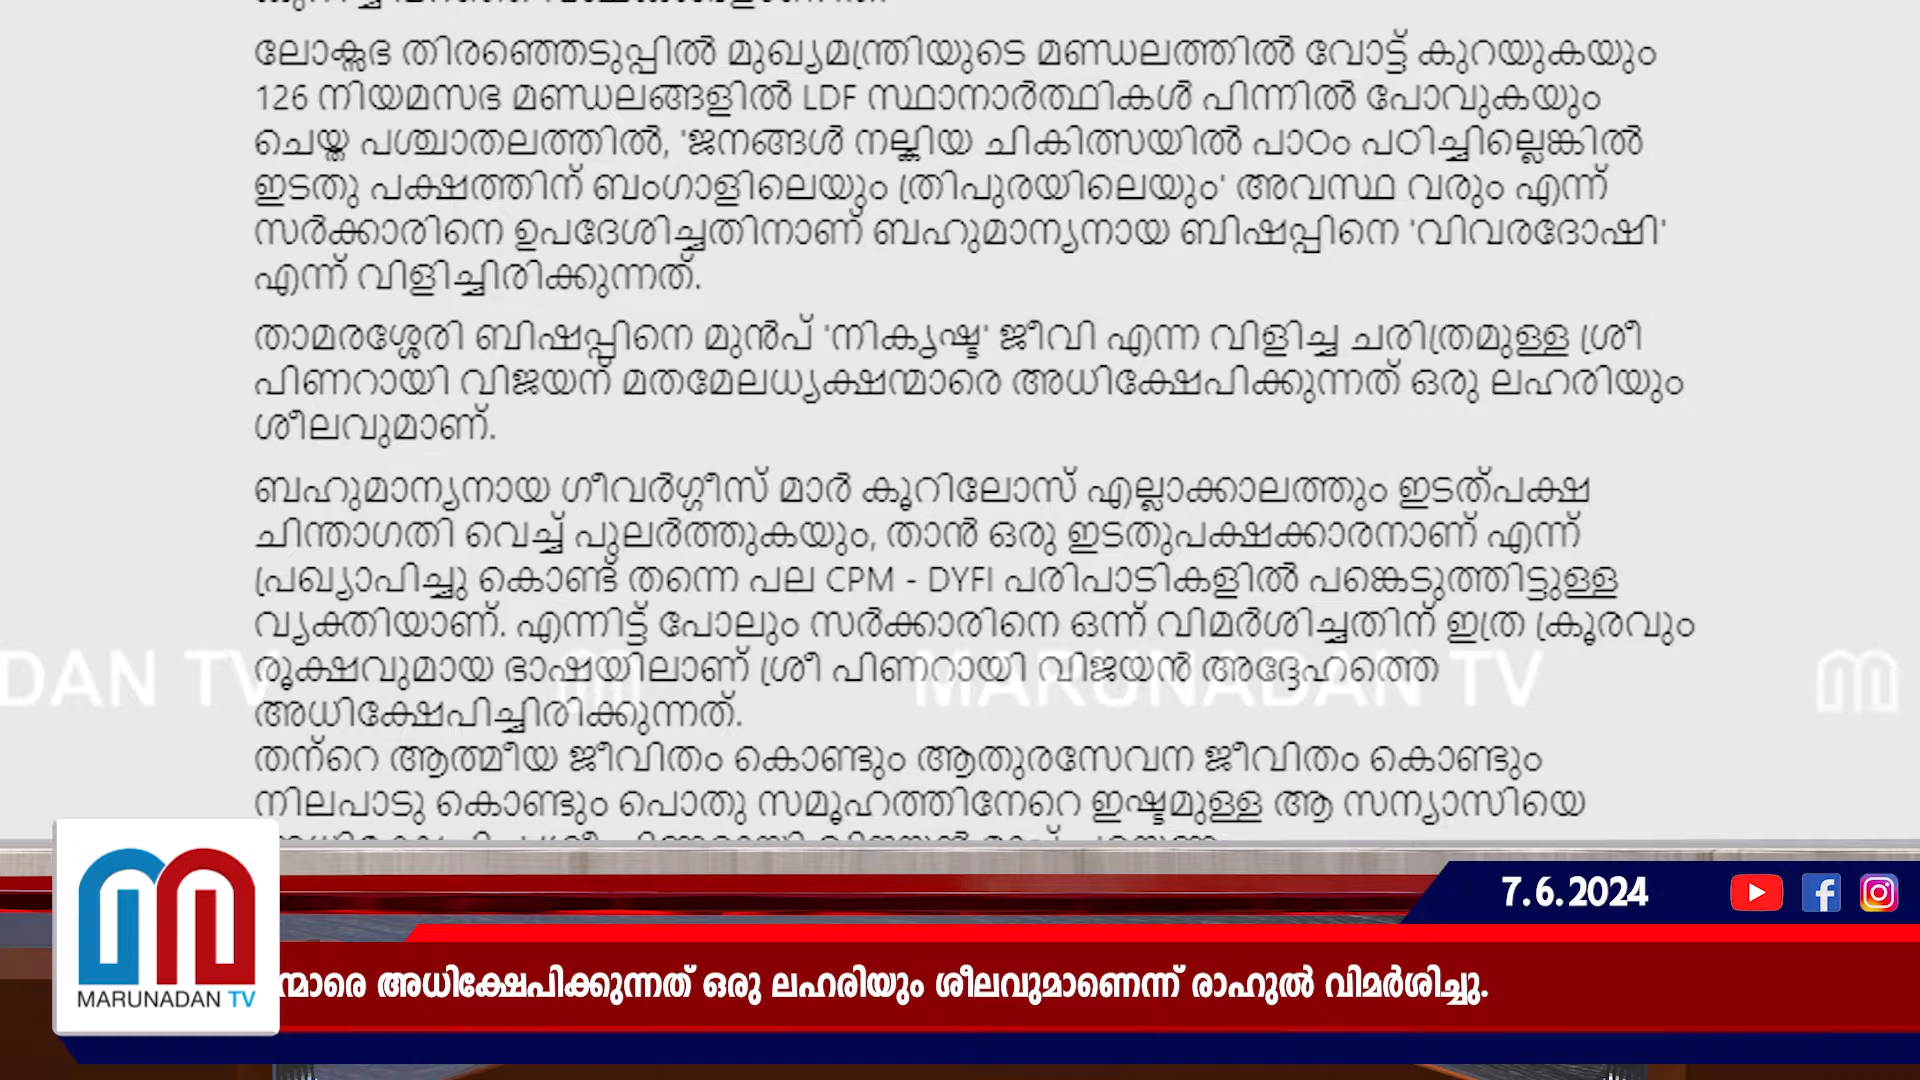 ലോക്സഭ തിരഞ്ഞെടുപ്പിൽ മുഖ്യമന്ത്രിയുടെ മണ്ഡലത്തിൽ വോട്ട് കുറയുകയും
126 നിയമസഭ മണ്ഡലങ്ങളിൽ LDF സ്ഥാനാർത്ഥികൾ പിന്നിൽ പോവുകയും
ചെയ്ത പശ്ചാതലത്തിൽ, 'ജനങ്ങൾ നല്കിയ ചികിത്സയിൽ പാഠം പഠിച്ചില്ലെങ്കിൽ
ഇടതു പക്ഷത്തിന് ബംഗാളിലെയും ത്രിപുരയിലെയും' അവസ്ഥ വരും എന്ന്
സർക്കാരിനെ ഉപദേശിച്ചതിനാണ് ബഹുമാന്യനായ ബിഷപ്പിനെ 'വിവരദോഷി'
എന്ന് വിളിച്ചിരിക്കുന്നത്.
താമരശ്ശേരി ബിഷപ്പിനെ മുൻപ് 'നികൃഷ്ട' ജീവി എന്ന വിളിച്ച ചരിത്രമുള്ള ശ്രീ
പിണറായി വിജയന് മതമേലധ്യക്ഷന്മാരെ അധിക്ഷേപിക്കുന്നത് ഒരു ലഹരിയും
ശീലവുമാണ്.
ബഹുമാന്യനായ ഗീവർഗ്ഗീസ് മാർ കൂറിലോസ് എല്ലാക്കാലത്തും ഇടത്പക്ഷ
ചിന്താഗതി വെച്ച് പുലർത്തുകയും, താൻ ഒരു ഇടതുപക്ഷക്കാരനാണ് എന്ന്
പ്രഖ്യാപിച്ചു കൊണ്ട് തന്നെ പല CPM - DYFI പരിപാടികളിൽ പങ്കെടുത്തിട്ടുള്ള
വ്യക്തിയാണ്. എന്നിട്ട് പോലും സർക്കാരിനെ ഒന്ന് വിമർശിച്ചതിന് ഇത്ര ക്രൂരവും
രൂക്ഷവുമായ ഭാഷയിലാണ് ശ്രീ പിണറായി വിജയൻ അദ്ദേഹത്തെ
DAN TV MARUNADAN TV
അധിക്ഷേപിച്ചിരിക്കുന്നത്.
തന്റെ ആത്മീയ ജീവിതം കൊണ്ടും ആതുരസേവന ജീവിതം കൊണ്ടും
നിലപാടു കൊണ്ടും പൊതു സമൂഹത്തിനേറെ ഇഷ്ടമുള്ള ആ സന്യാസിയെ
7.6.2024
ന്മാരെ അധിക്ഷേപിക്കുന്നത് ഒരു ലഹരിയും ശീലവുമാണെന്ന് രാഹുൽ വിമർശിച്ചു.
MARUNADAN TV